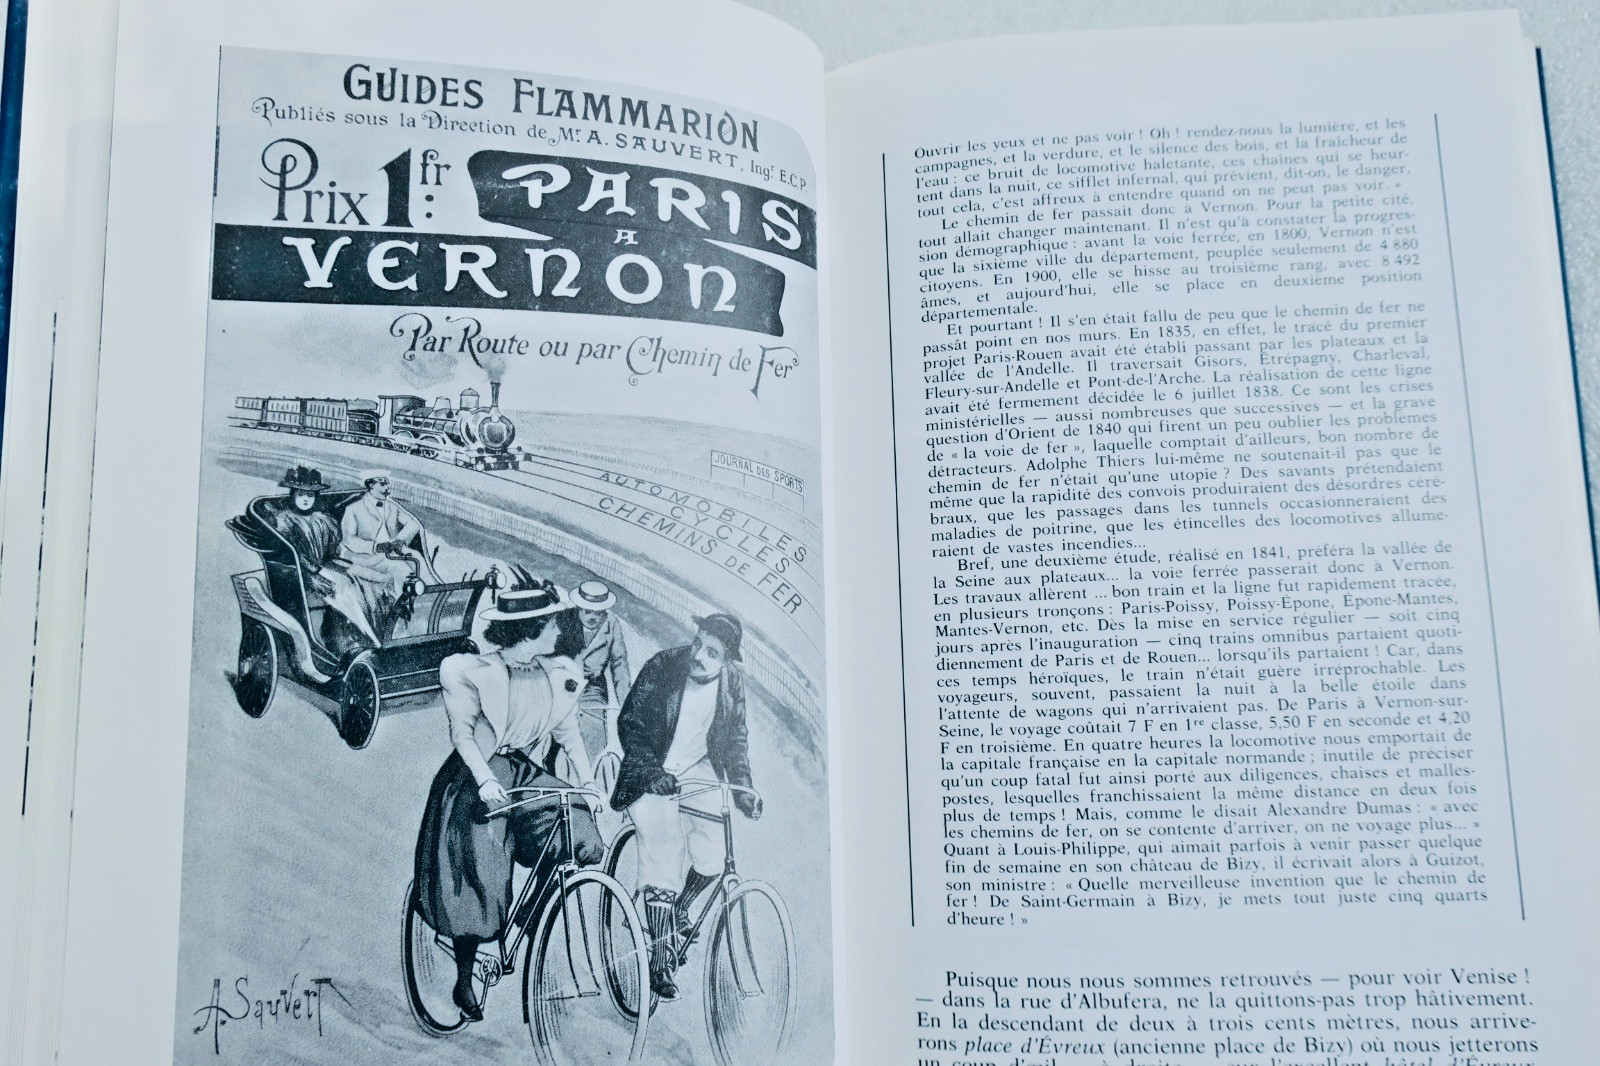 GUIDES FLAMMARION
Publiés sous la Direction de Mr. A. SAUVERT, Ingr. E.C.P.
Prix 1fr:
PARIS
A
VERNON
Par Route ou par Chemin de Fer
JOURNAL DES SPORTS
AUTOMOBILES
CYCLES
CHEMINS DE FER
A. Sauvert
Ouvrir les yeux et ne pas voir ! Oh ! rendez-nous la lumière, et les
campagnes, et la verdure, et le silence des bois, et la fraîcheur de
l'eau ; ce bruit de locomotive haletante, ces chaînes qui se heur-
tent dans la nuit, ce sifflet infernal, qui prévient, dit-on, le danger,
tout cela, c'est affreux à entendre quand on ne peut pas voir. »
Le chemin de fer passait donc à Vernon. Pour la petite cité,
tout allait changer maintenant. Il n'est qu'à constater la progres-
sion démographique : avant la voie ferrée, en 1800, Vernon n'est
que la sixième ville du département, peuplée seulement de 4 880
citoyens. En 1900, elle se hisse au troisième rang, avec 8 492
âmes, et aujourd'hui, elle se place en deuxième position
départementale.
Et pourtant ! Il s'en était fallu de peu que le chemin de fer ne
passât point en nos murs. En 1835, en effet, le tracé du premier
projet Paris-Rouen avait été établi passant par les plateaux et la
vallée de l'Andelle. Il traversait Gisors, Étrépagny, Charleval,
Fleury-sur-Andelle et Pont-de-l'Arche. La réalisation de cette ligne
avait été fermement décidée le 6 juillet 1838. Ce sont les crises
ministérielles — aussi nombreuses que successives — et la grave
question d'Orient de 1840 qui firent un peu oublier les problèmes
de « la voie de fer », laquelle comptait d'ailleurs, bon nombre de
détracteurs. Adolphe Thiers lui-même ne soutenait-il pas que le
chemin de fer n'était qu'une utopie ? Des savants prétendaient
même que la rapidité des convois produiraient des désordres céré-
braux, que les passages dans les tunnels occasionneraient des
maladies de poitrine, que les étincelles des locomotives allume-
raient de vastes incendies...
Bref, une deuxième étude, réalisé en 1841, préféra la vallée de
la Seine aux plateaux... la voie ferrée passerait donc à Vernon.
Les travaux allèrent ... bon train et la ligne fut rapidement tracée,
en plusieurs tronçons : Paris-Poissy, Poissy-Épone, Épone-Mantes,
Mantes-Vernon, etc. Dès la mise en service régulier — soit cinq
jours après l'inauguration — cinq trains omnibus partaient quoti-
diennement de Paris et de Rouen... lorsqu'ils partaient ! Car, dans
ces temps héroïques, le train n'était guère irréprochable. Les
voyageurs, souvent, passaient la nuit à la belle étoile dans
l'attente de wagons qui n'arrivaient pas. De Paris à Vernon-sur-
Seine, le voyage coûtait 7 F en 1re classe, 5,50 F en seconde et 4,20
F en troisième. En quatre heures la locomotive nous emportait de
la capitale française en la capitale normande ; inutile de préciser
qu'un coup fatal fut ainsi porté aux diligences, chaises et malles-
postes, lesquelles franchissaient la même distance en deux fois
plus de temps ! Mais, comme le disait Alexandre Dumas : « avec
les chemins de fer, on se contente d'arriver, on ne voyage plus... »
Quant à Louis-Philippe, qui aimait parfois à venir passer quelque
fin de semaine en son château de Bizy, il écrivait alors à Guizot,
son ministre : « Quelle merveilleuse invention que le chemin de
fer ! De Saint-Germain à Bizy, je mets tout juste cinq quarts
d'heure ! »
Puisque nous nous sommes retrouvés — pour voir Venise !
— dans la rue d'Albufera, ne la quittons-pas trop hâtivement.
En la descendant de deux à trois cents mètres, nous arrive-
rons place d'Évreux (ancienne place de Bizy) où nous jetterons
un coup d'œil — à droite — sur l'excellent hôtel d'Évreux